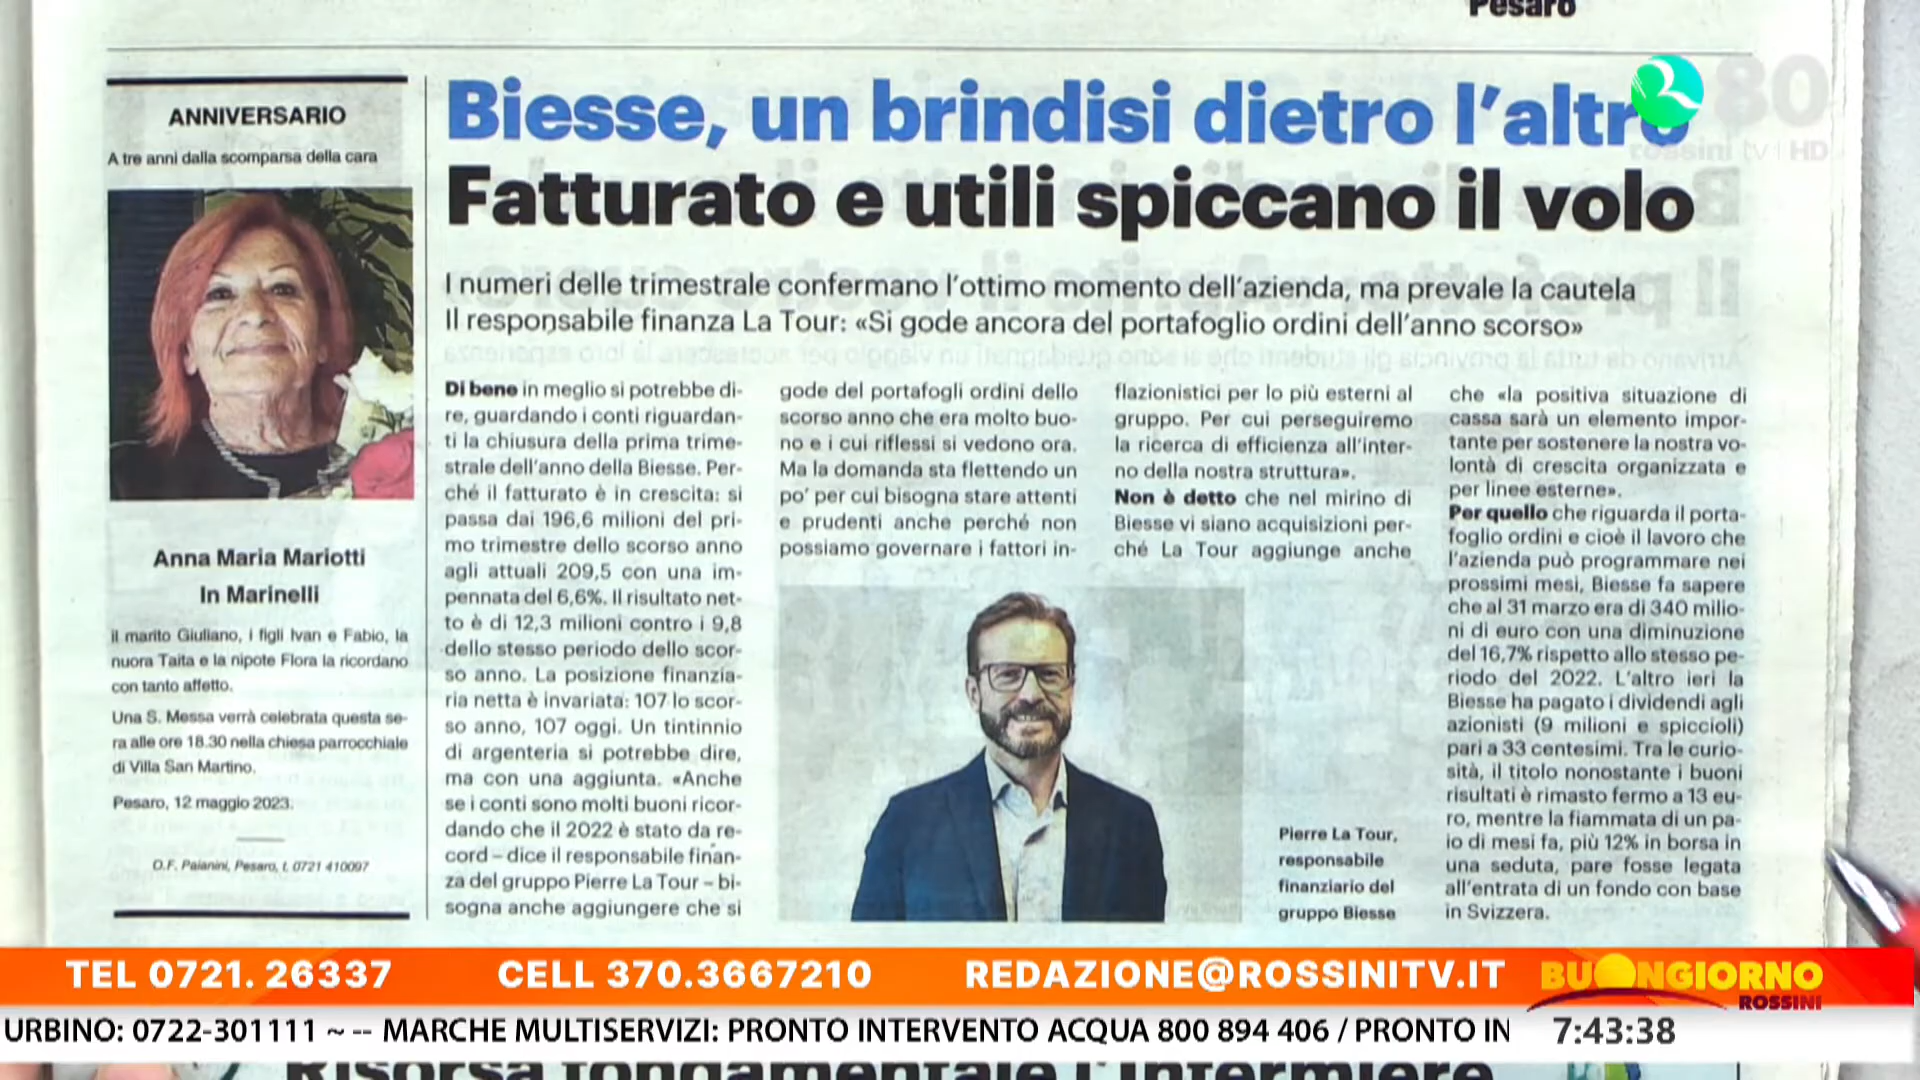 Pesaro
ANNIVERSARIO
A tre anni dalla scomparsa della cara
Anna Maria Mariotti
In Marinelli
il marito Giuliano, i figli Ivan e Fabio, la
nuora Taita e la nipote Flora la ricordano
con tanto affetto.
Una S. Messa verrà celebrata questa se-
ra alle ore 18.30 nella chiesa parrocchiale
di Villa San Martino.
Pesaro, 12 maggio 2023.
O.F. Paianini, Pesaro, t. 0721 410097
Biesse, un brindisi dietro l'altro
Fatturato e utili spiccano il volo
I numeri delle trimestrale confermano l'ottimo momento dell'azienda, ma prevale la cautela
Il responsabile finanza La Tour: «Si gode ancora del portafoglio ordini dell'anno scorso»
Di bene in meglio si potrebbe di-
re, guardando i conti riguardan-
ti la chiusura della prima trime-
strale dell'anno della Biesse. Per-
ché il fatturato è in crescita: si
passa dai 196,6 milioni del pri-
mo trimestre dello scorso anno
agli attuali 209,5 con una im-
pennata del 6,6%. Il risultato net-
to è di 12,3 milioni contro i 9,8
dello stesso periodo dello scor-
so anno. La posizione finanzia-
ria netta è invariata: 107 lo scor-
so anno, 107 oggi. Un tintinnio
di argenteria si potrebbe dire,
ma con una aggiunta. «Anche
se i conti sono molti buoni ricor-
dando che il 2022 è stato da re-
cord – dice il responsabile finan-
za del gruppo Pierre La Tour – bi-
sogna anche aggiungere che si
gode del portafogli ordini dello
scorso anno che era molto buo-
no e i cui riflessi si vedono ora.
Ma la domanda sta flettendo un
po' per cui bisogna stare attenti
e prudenti anche perché non
possiamo governare i fattori in-
flazionistici per lo più esterni al
gruppo. Per cui perseguiremo
la ricerca di efficienza all'inter-
no della nostra struttura».
Non è detto che nel mirino di
Biesse vi siano acquisizioni per-
ché La Tour aggiunge anche
Pierre La Tour,
responsabile
finanziario del
gruppo Biesse
che «la positiva situazione di
cassa sarà un elemento impor-
tante per sostenere la nostra vo-
lontà di crescita organizzata e
per linee esterne».
Per quello che riguarda il porta-
foglio ordini e cioè il lavoro che
l'azienda può programmare nei
prossimi mesi, Biesse fa sapere
che al 31 marzo era di 340 milio-
ni di euro con una diminuzione
del 16,7% rispetto allo stesso pe-
riodo del 2022. L'altro ieri la
Biesse ha pagato i dividendi agli
azionisti (9 milioni e spiccioli)
pari a 33 centesimi. Tra le curio-
sità, il titolo nonostante i buoni
risultati è rimasto fermo a 13 eu-
ro, mentre la fiammata di un pa-
io di mesi fa, più 12% in borsa in
una seduta, pare fosse legata
all'entrata di un fondo con base
in Svizzera.
80
rossini tv HD
TEL 0721. 26337 CELL 370.3667210 REDAZIONE@ROSSINITV.IT
BUONGIORNO
ROSSINI
URBINO: 0722-301111 ~ -- MARCHE MULTISERVIZI: PRONTO INTERVENTO ACQUA 800 894 406 / PRONTO IN
7:43:38
Risorsa fondamentale l'infermiere